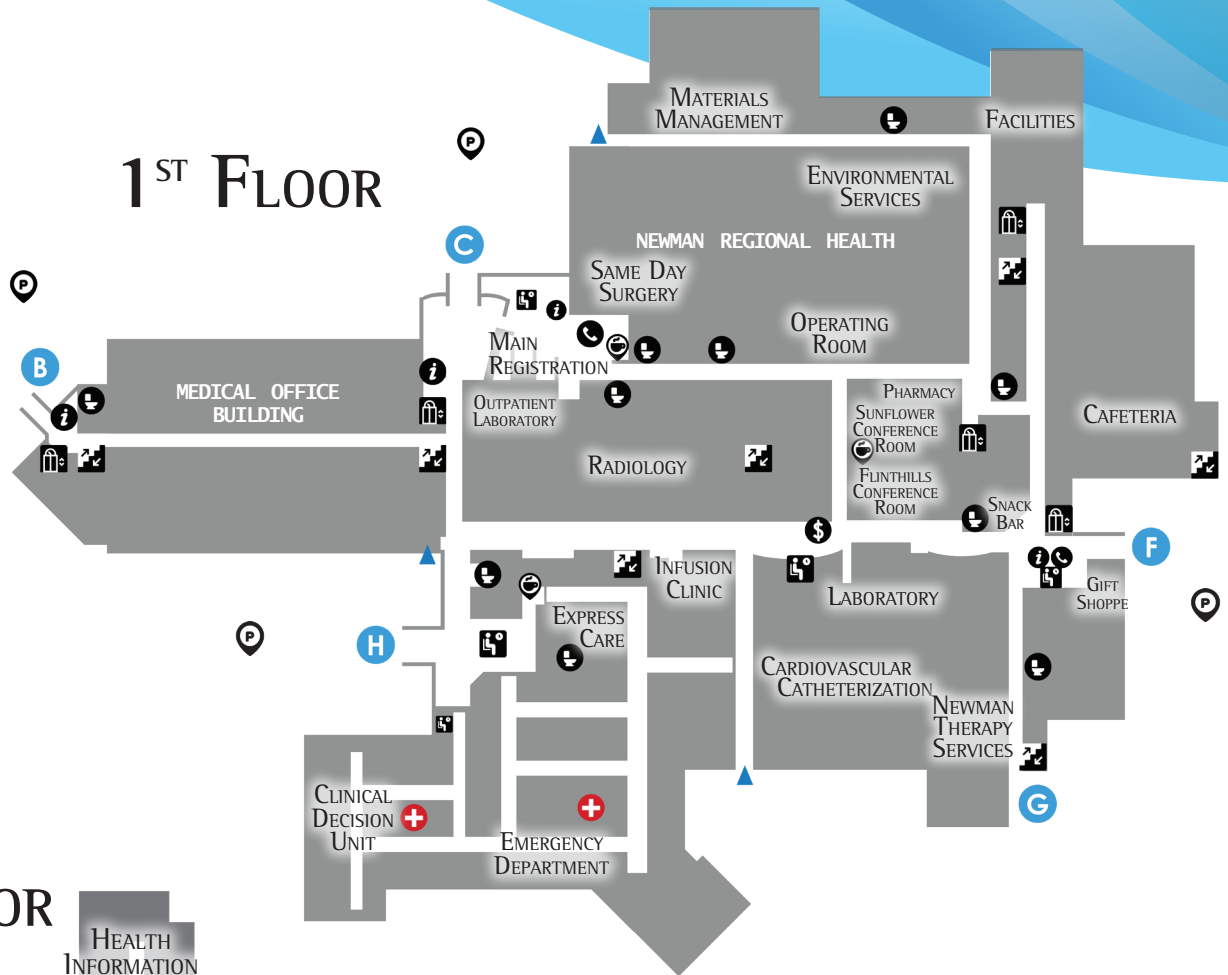 1ST FLOOR
MATERIALS
MANAGEMENT
FACILITIES
P
ENVIRONMENTAL
SERVICES
NEWMAN REGIONAL HEALTH
C
SAME DAY
SURGERY
P
i
OPERATING
ROOM
MAIN
REGISTRATION
B
i
MEDICAL OFFICE
BUILDING
i
OUTPATIENT
LABORATORY
PHARMACY
SUNFLOWER
CONFERENCE
ROOM
CAFETERIA
RADIOLOGY
FLINTHILLS
CONFERENCE
ROOM
SNACK
BAR
$
F
i
INFUSION
CLINIC
GIFT
SHOPPE
LABORATORY
P
EXPRESS
CARE
P
H
CARDIOVASCULAR
CATHETERIZATION
NEWMAN
THERAPY
SERVICES
G
CLINICAL
DECISION
UNIT
EMERGENCY
DEPARTMENT
OR
HEALTH
INFORMATION